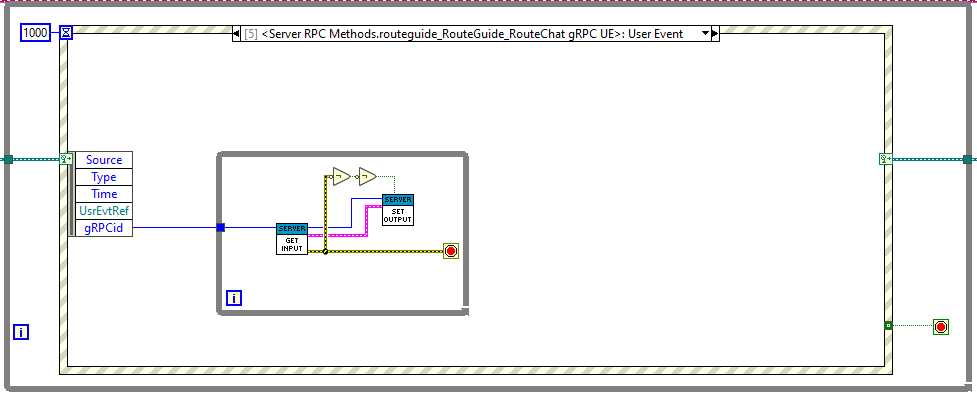 1000
[5] <Server RPC Methods.routeguide_RouteGuide_RouteChat gRPC UE>: User Event
Source
Type
Time
UsrEvtRef
gRPCid
SERVER
GET
INPUT
SERVER
SET
OUTPUT
i
i